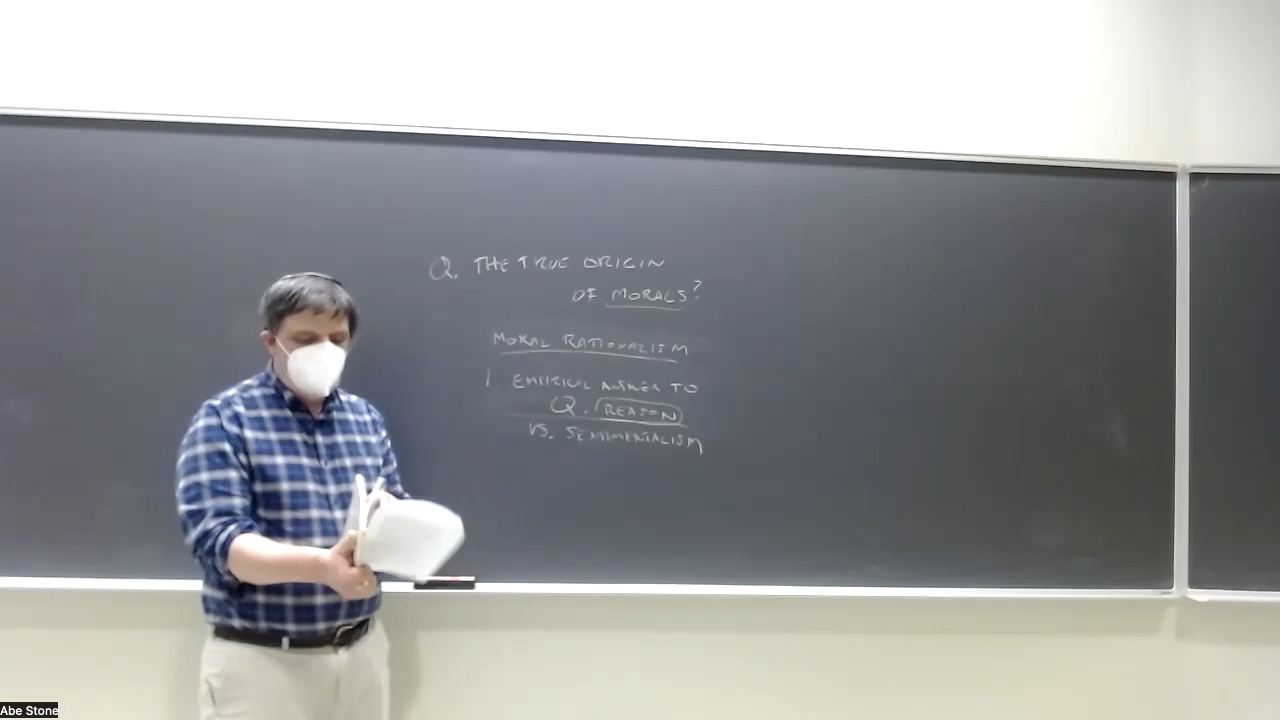 Q. THE TRUE ORIGIN
OF MORALS?
MORAL RATIONALISM
1 EMPIRICAL ANSWER TO
Q: REASON
VS. SENTIMENTALISM
Abe Stone